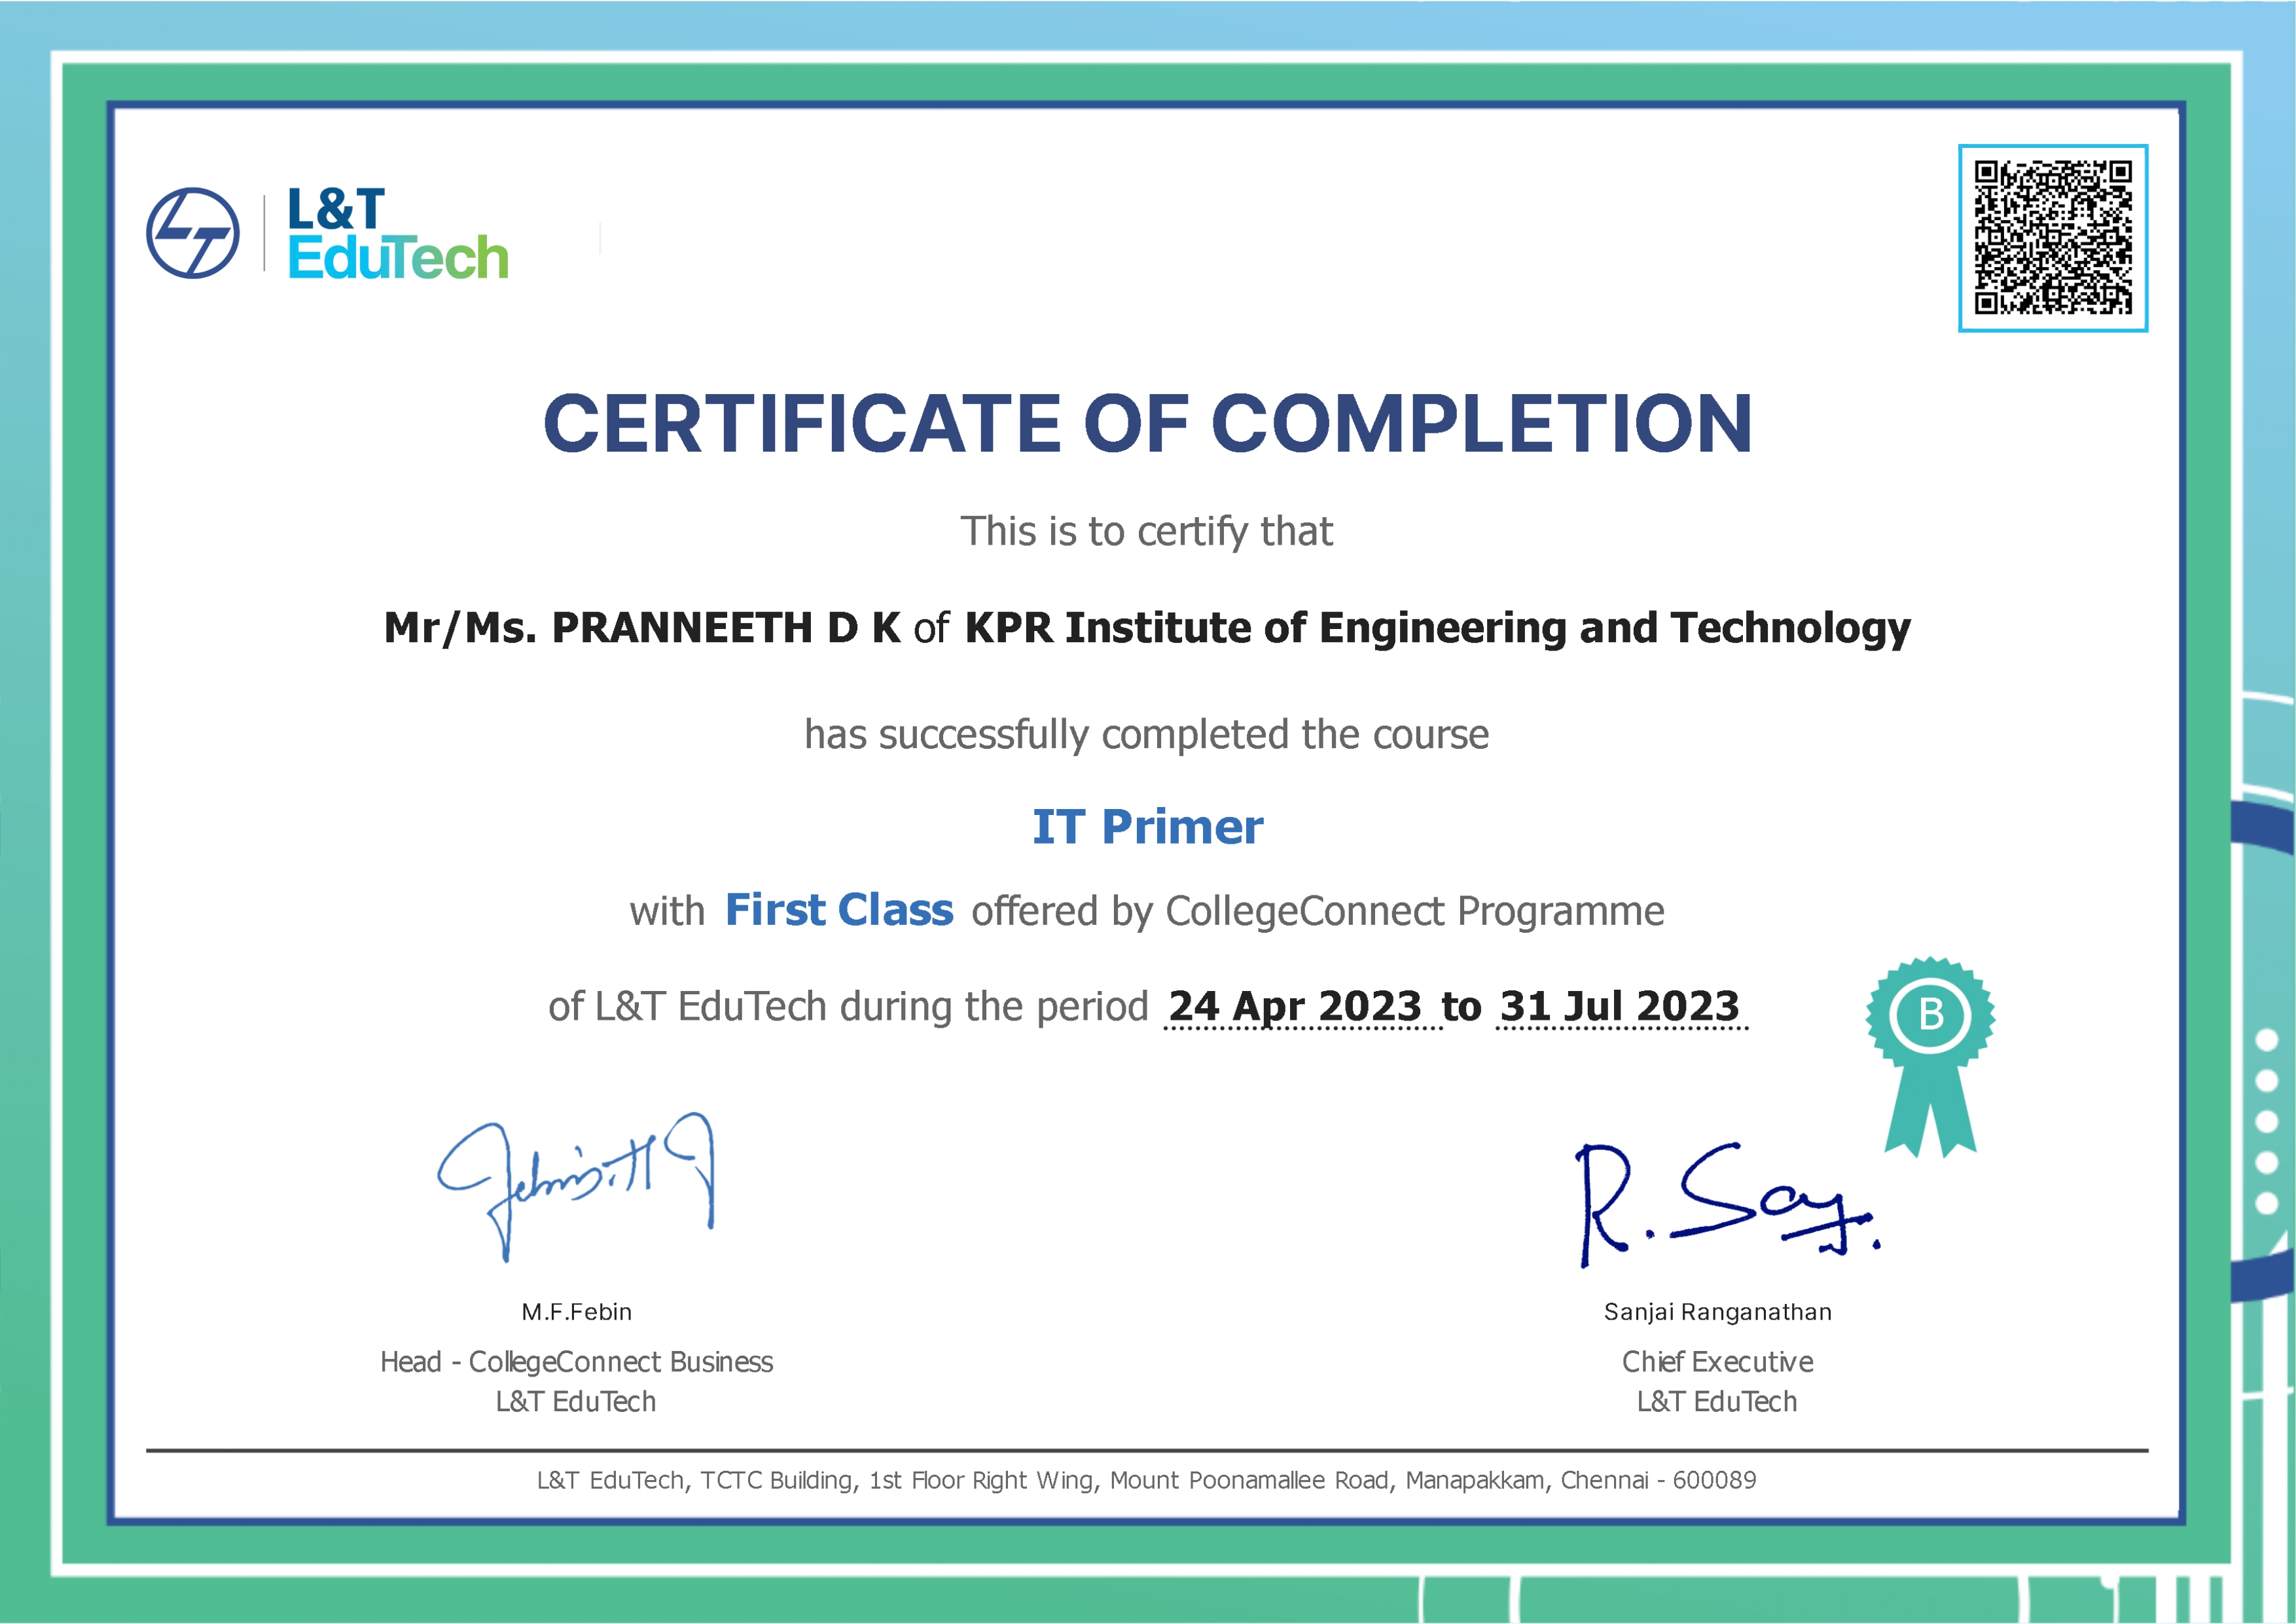 L&T
EduTech
CERTIFICATE OF COMPLETION
This is to certify that
Mr/Ms. PRANNEETH D K of KPR Institute of Engineering and Technology
has successfully completed the course
IT Primer
with First Class offered by CollegeConnect Programme
of L&T EduTech during the period 24 Apr 2023 to 31 Jul 2023
B
R. Say.
M.F.Febin
Head - CollegeConnect Business
L&T EduTech
Sanjai Ranganathan
Chief Executive
L&T EduTech
L&T EduTech, TCTC Building, 1st Floor Right Wing, Mount Poonamallee Road, Manapakkam, Chennai - 600089